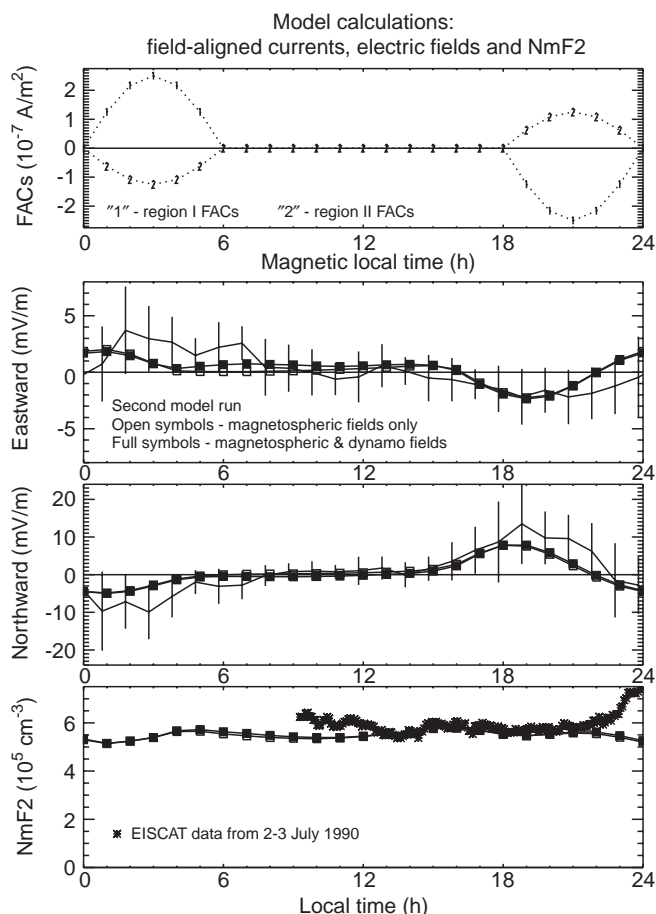 Model calculations:
field-aligned currents, electric fields and NmF2
FACs (10⁻⁷ A/m²)
2
1
0
-1
-2
"1" - region I FACs "2" - region II FACs
0 6 12 18 24
Magnetic local time (h)
Eastward (mV/m)
5
0
-5
Second model run
Open symbols - magnetospheric fields only
Full symbols - magnetospheric & dynamo fields
0 6 12 18 24
Northward (mV/m)
20
10
0
-10
-20
0 6 12 18 24
NmF2 (10⁵ cm⁻³)
6
4
2
0
EISCAT data from 2-3 July 1990
0 6 12 18 24
Local time (h)